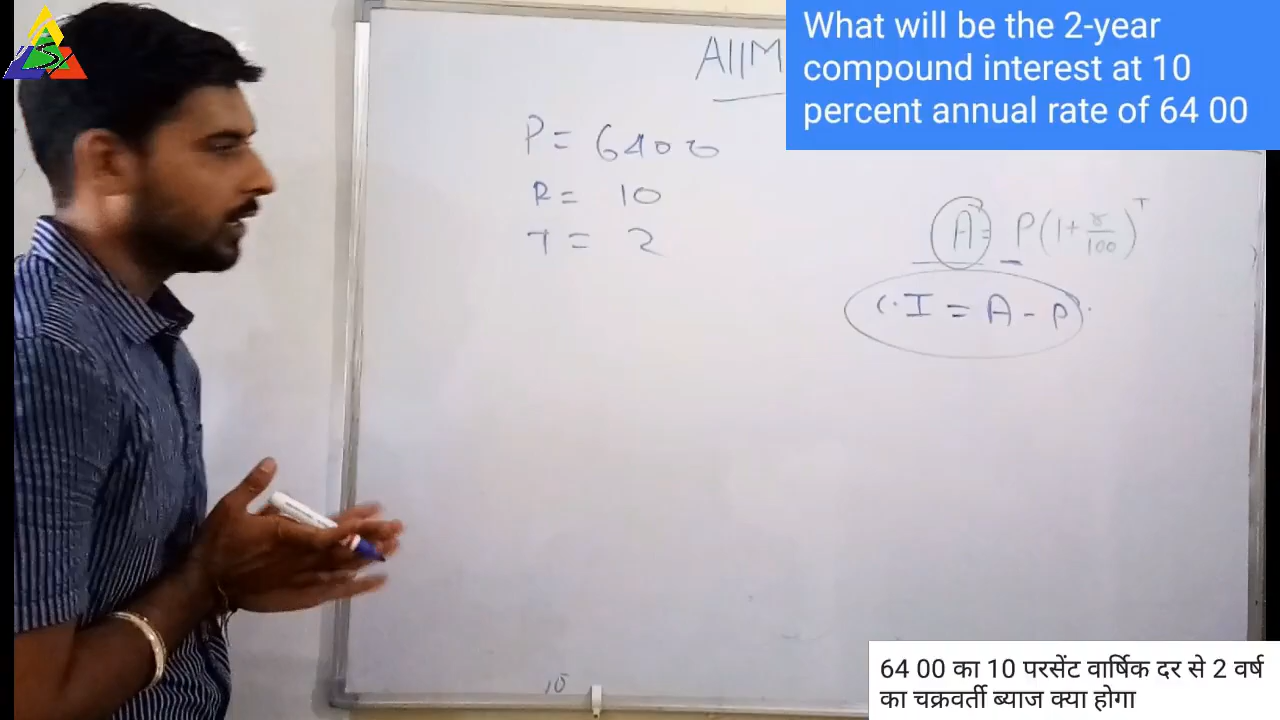 What will be the 2-year
compound interest at 10
percent annual rate of 64 00
AIIM
P = 6400
R = 10
T = 2
A = P(1+r/100)^T
C.I = A - P
10
64 00 का 10 परसेंट वार्षिक दर से 2 वर्ष
का चक्रवर्ती ब्याज क्या होगा